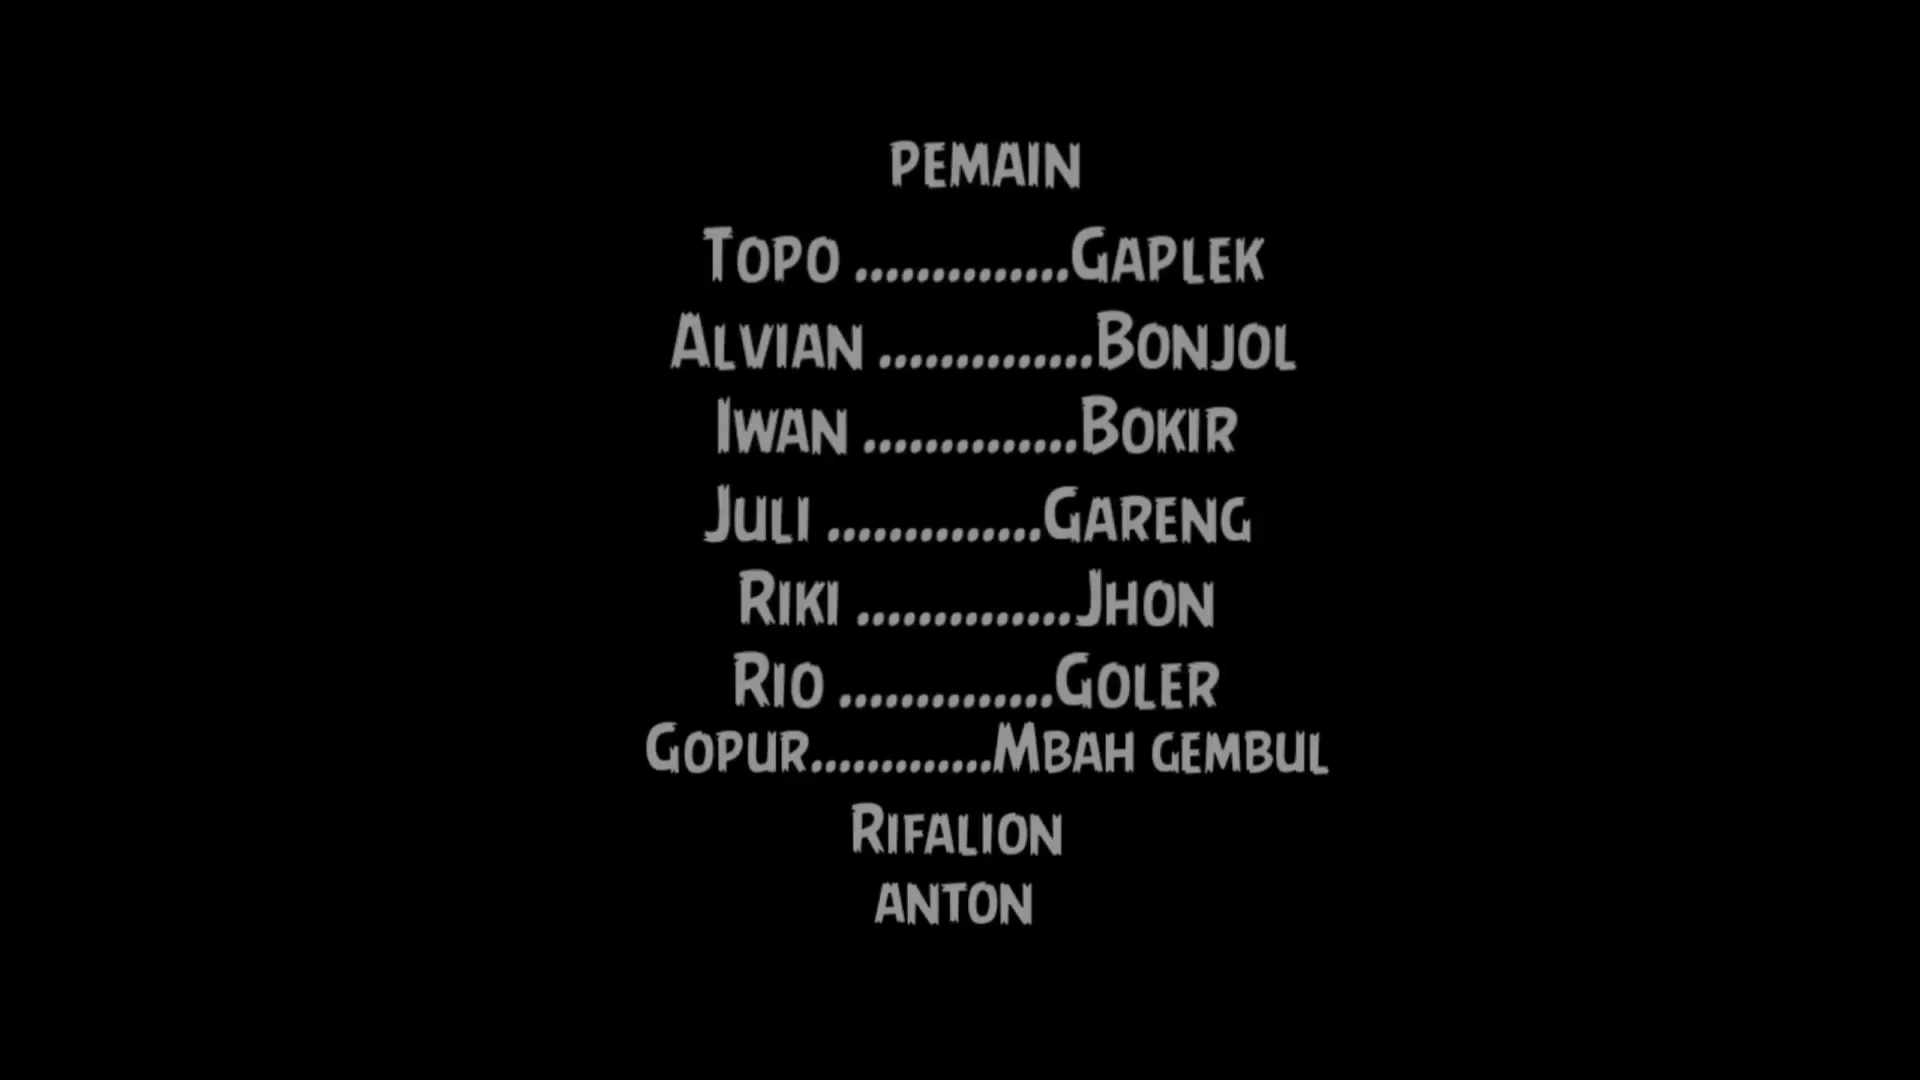 PEMAIN
TOPO ..............GAPLEK
ALVIAN ..............BONJOL
IWAN ..............BOKIR
JULI ..............GARENG
RIKI ..............JHON
RIO ..............GOLER
GOPUR.............MBAH GEMBUL
RIFALION
ANTON